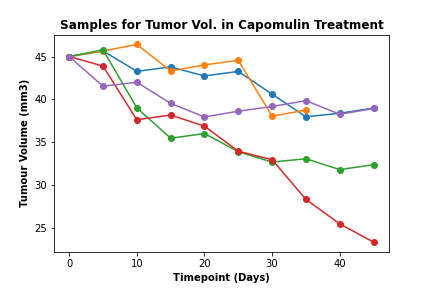 Samples for Tumor Vol. in Capomulin Treatment
Tumour Volume (mm3)
45
40
35
30
25
0 10 20 30 40
Timepoint (Days)